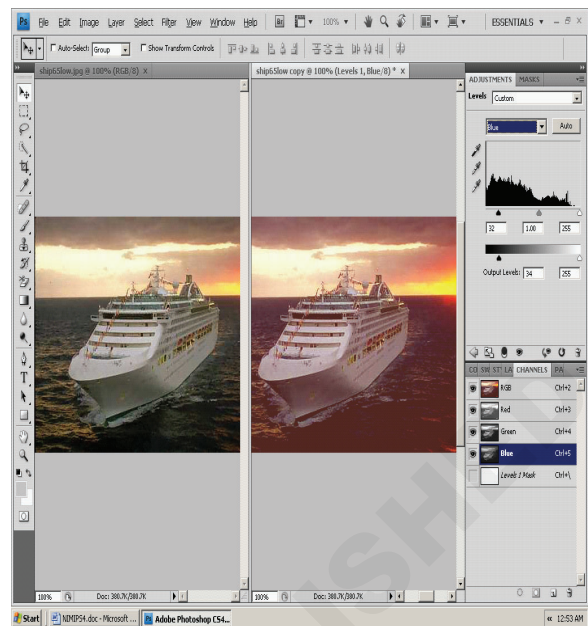 Ps File Edit Image Layer Select Filter View Window Help Br 100% ESSENTIALS
Auto-Select: Group Show Transform Controls
ship65low.jpg @ 100% (RGB/8) x
ship65low copy @ 100% (Levels 1, Blue/8) * x
ADJUSTMENTS MASKS
Levels Custom
Blue Auto
32 1.00 255
Output Levels: 34 255
CHANNELS
RGB Ctrl+2
Red Ctrl+3
Green Ctrl+4
Blue Ctrl+5
Levels 1 Mask Ctrl+\
100% Doc: 380.7K/380.7K
100% Doc: 380.7K/380.7K
Start NIMIPS4.doc - Microsoft ... Ps Adobe Photoshop CS4... « 12:53 AM